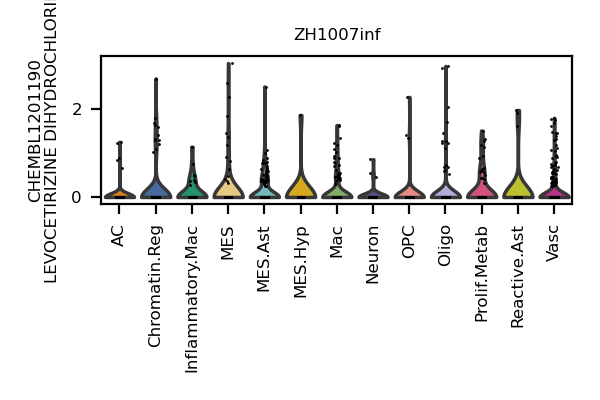 ZH1007inf
CHEMBL1201190
LEVOCETIRIZINE DIHYDROCHLORI
2
0
AC
Chromatin.Reg
Inflammatory.Mac
MES
MES.Ast
MES.Hyp
Mac
Neuron
OPC
Oligo
Prolif.Metab
Reactive.Ast
Vasc